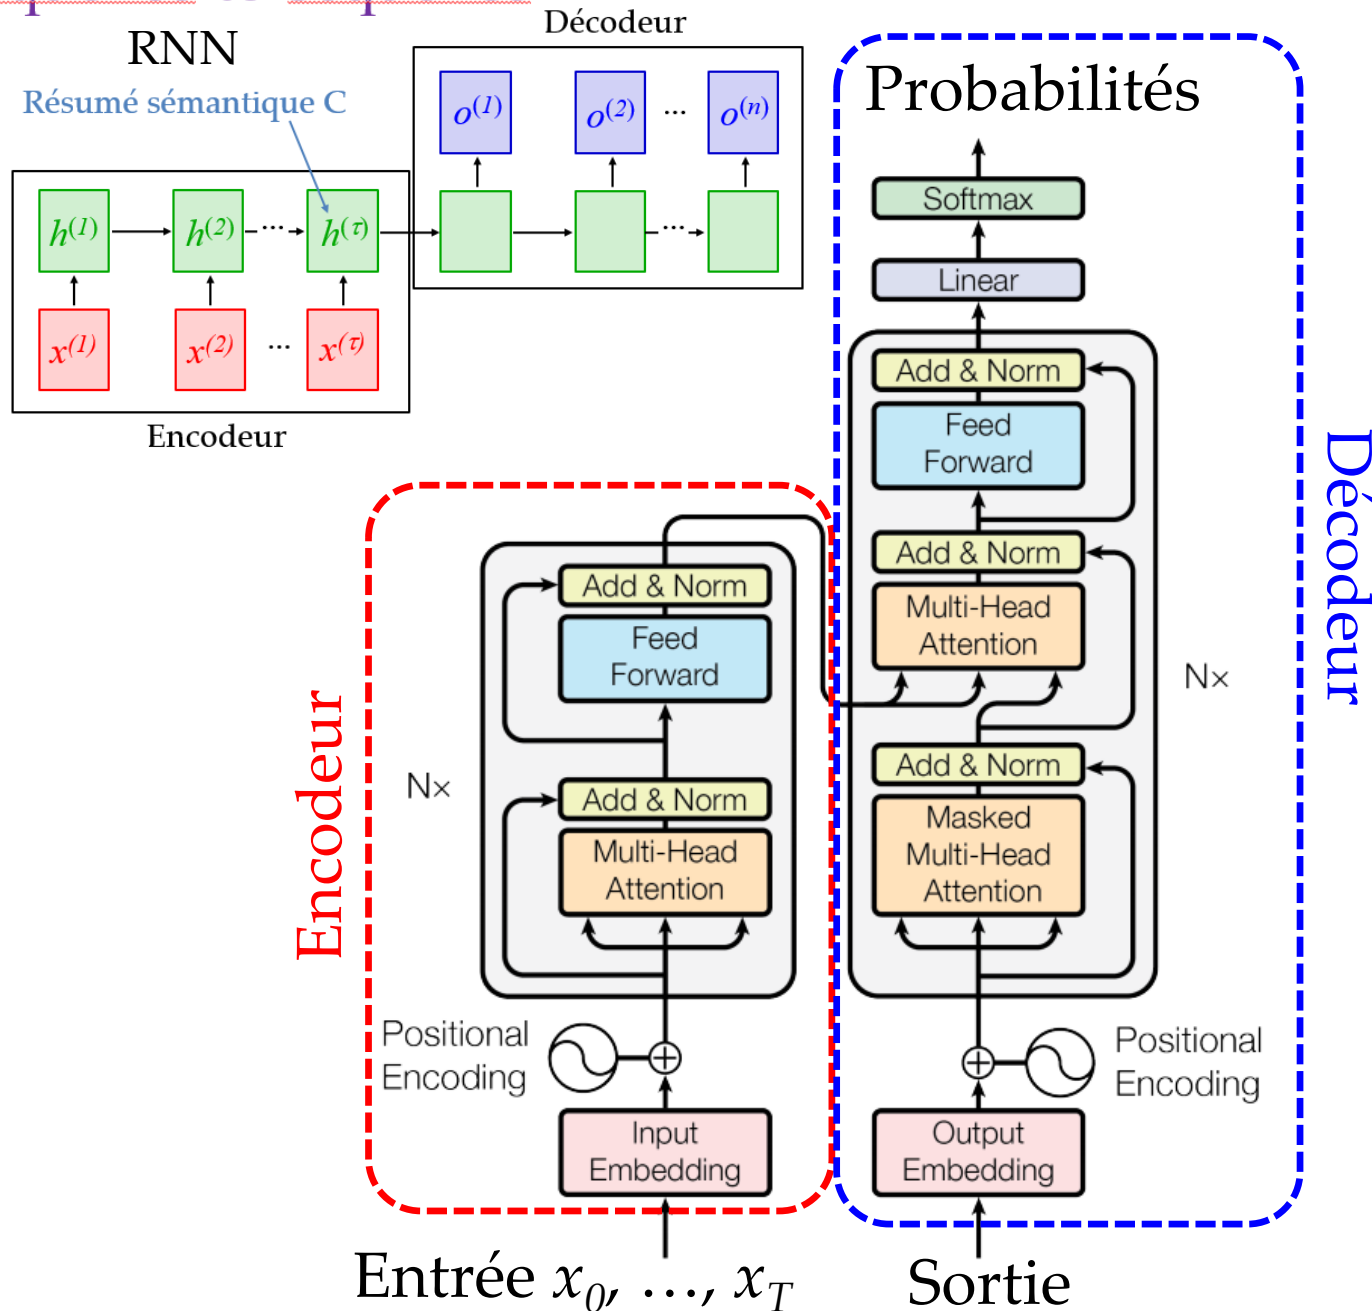 RNN
Résumé sémantique C
Décodeur
o(1)
o(2)
...
o(n)
h(1)
h(2)
...
h(τ)
...
x(1)
x(2)
...
x(τ)
Encodeur
Probabilités
Softmax
Linear
Add & Norm
Feed
Forward
Add & Norm
Multi-Head
Attention
Nx
Add & Norm
Masked
Multi-Head
Attention
Positional
Encoding
Output
Embedding
Sortie
Décodeur
Add & Norm
Feed
Forward
Nx
Add & Norm
Multi-Head
Attention
Positional
Encoding
Input
Embedding
Entrée x0, …, xT
Encodeur